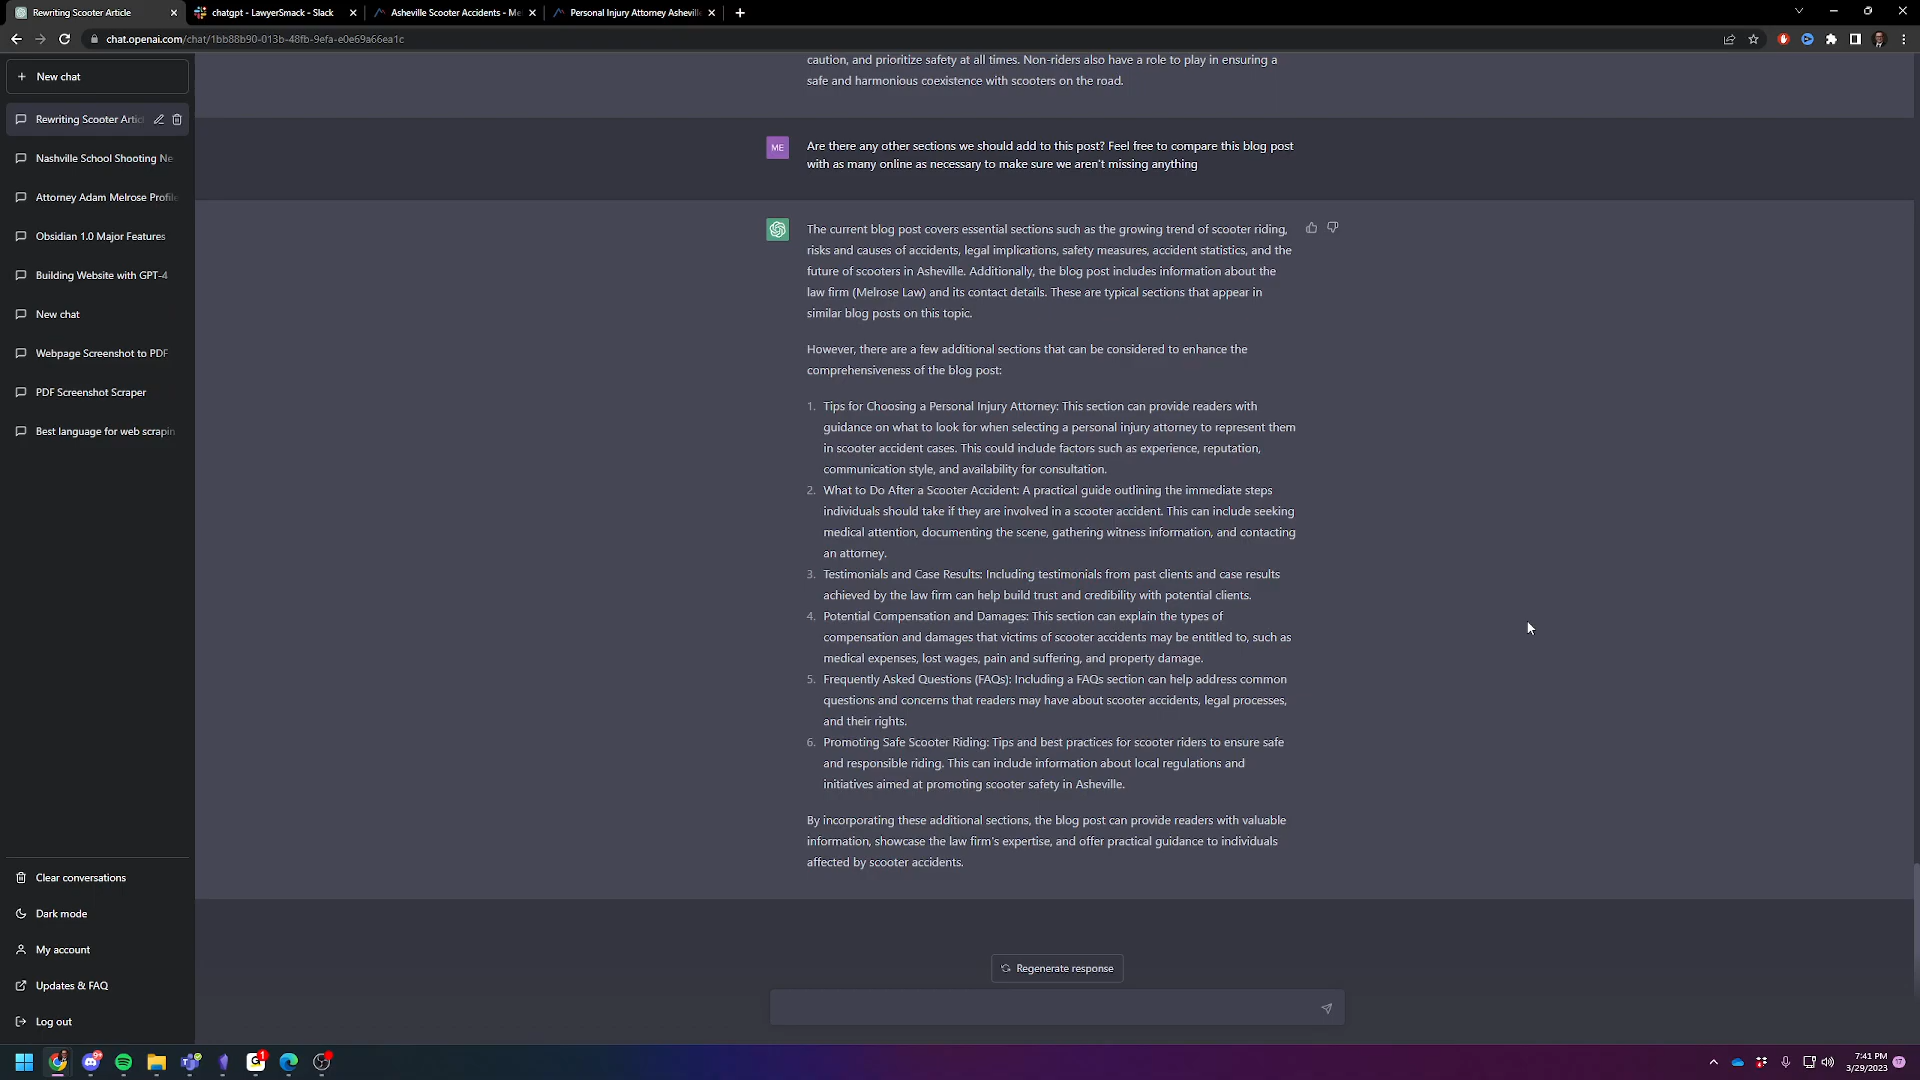 Rewriting Scooter Article
chatgpt - LawyerSmack - Slack
Asheville Scooter Accidents - Me
Personal Injury Attorney Asheville
chat.openai.com/chat/1bb88b90-013b-48fb-9efa-e0e69a66ea1c
New chat
Rewriting Scooter Artic
Nashville School Shooting Ne
Attorney Adam Melrose Profile
Obsidian 1.0 Major Features
Building Website with GPT-4
New chat
Webpage Screenshot to PDF
PDF Screenshot Scraper
Best language for web scrapin
Clear conversations
Dark mode
My account
Updates & FAQ
Log out
caution, and prioritize safety at all times. Non-riders also have a role to play in ensuring a
safe and harmonious coexistence with scooters on the road.
ME
Are there any other sections we should add to this post? Feel free to compare this blog post
with as many online as necessary to make sure we aren't missing anything
The current blog post covers essential sections such as the growing trend of scooter riding,
risks and causes of accidents, legal implications, safety measures, accident statistics, and the
future of scooters in Asheville. Additionally, the blog post includes information about the
law firm (Melrose Law) and its contact details. These are typical sections that appear in
similar blog posts on this topic.
However, there are a few additional sections that can be considered to enhance the
comprehensiveness of the blog post:
1. Tips for Choosing a Personal Injury Attorney: This section can provide readers with
guidance on what to look for when selecting a personal injury attorney to represent them
in scooter accident cases. This could include factors such as experience, reputation,
communication style, and availability for consultation.
2. What to Do After a Scooter Accident: A practical guide outlining the immediate steps
individuals should take if they are involved in a scooter accident. This can include seeking
medical attention, documenting the scene, gathering witness information, and contacting
an attorney.
3. Testimonials and Case Results: Including testimonials from past clients and case results
achieved by the law firm can help build trust and credibility with potential clients.
4. Potential Compensation and Damages: This section can explain the types of
compensation and damages that victims of scooter accidents may be entitled to, such as
medical expenses, lost wages, pain and suffering, and property damage.
5. Frequently Asked Questions (FAQs): Including a FAQs section can help address common
questions and concerns that readers may have about scooter accidents, legal processes,
and their rights.
6. Promoting Safe Scooter Riding: Tips and best practices for scooter riders to ensure safe
and responsible riding. This can include information about local regulations and
initiatives aimed at promoting scooter safety in Asheville.
By incorporating these additional sections, the blog post can provide readers with valuable
information, showcase the law firm's expertise, and offer practical guidance to individuals
affected by scooter accidents.
Regenerate response
7:41 PM
3/29/2023